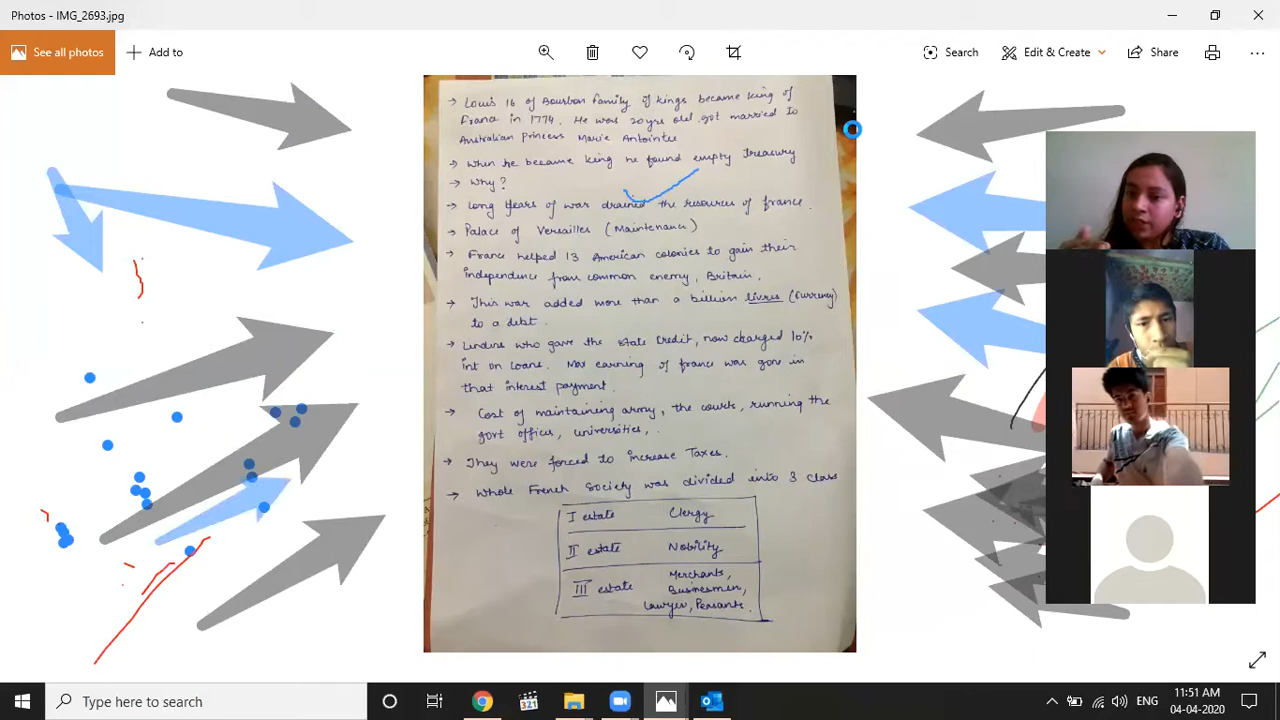 Photos - IMG_2693.jpg
See all photos
Add to
Search
Edit & Create
Share
→ Louis 16 of Bourbon family of kings became king of
France in 1774. He was 20 yrs old got married to
Australian Princess Marie Antointee
→ When he became king he found empty Treasury
→ Why?
→ Long Years of war drained the resources of france.
→ Palace of Versailles (Maintenance)
→ France helped 13 American colonies to gain their
independence from common enemy, Britain.
→ This war added more than a billion livres (Currency)
to a debt.
→ Lenders who gave the state Credit, now charged 10%
int on loans. Max earning of france was gone in
that interest payment.
→ Cost of maintaining army, the courts, running the
govt offices, universities,.
→ They were forced to increase Taxes.
→ Whole French Society was divided into 3 class
I estate Clergy
II estate Nobility
III estate Merchants,
Businesmen,
Lawyer, Peasants.
Type here to search
321
ENG
11:51 AM
04-04-2020